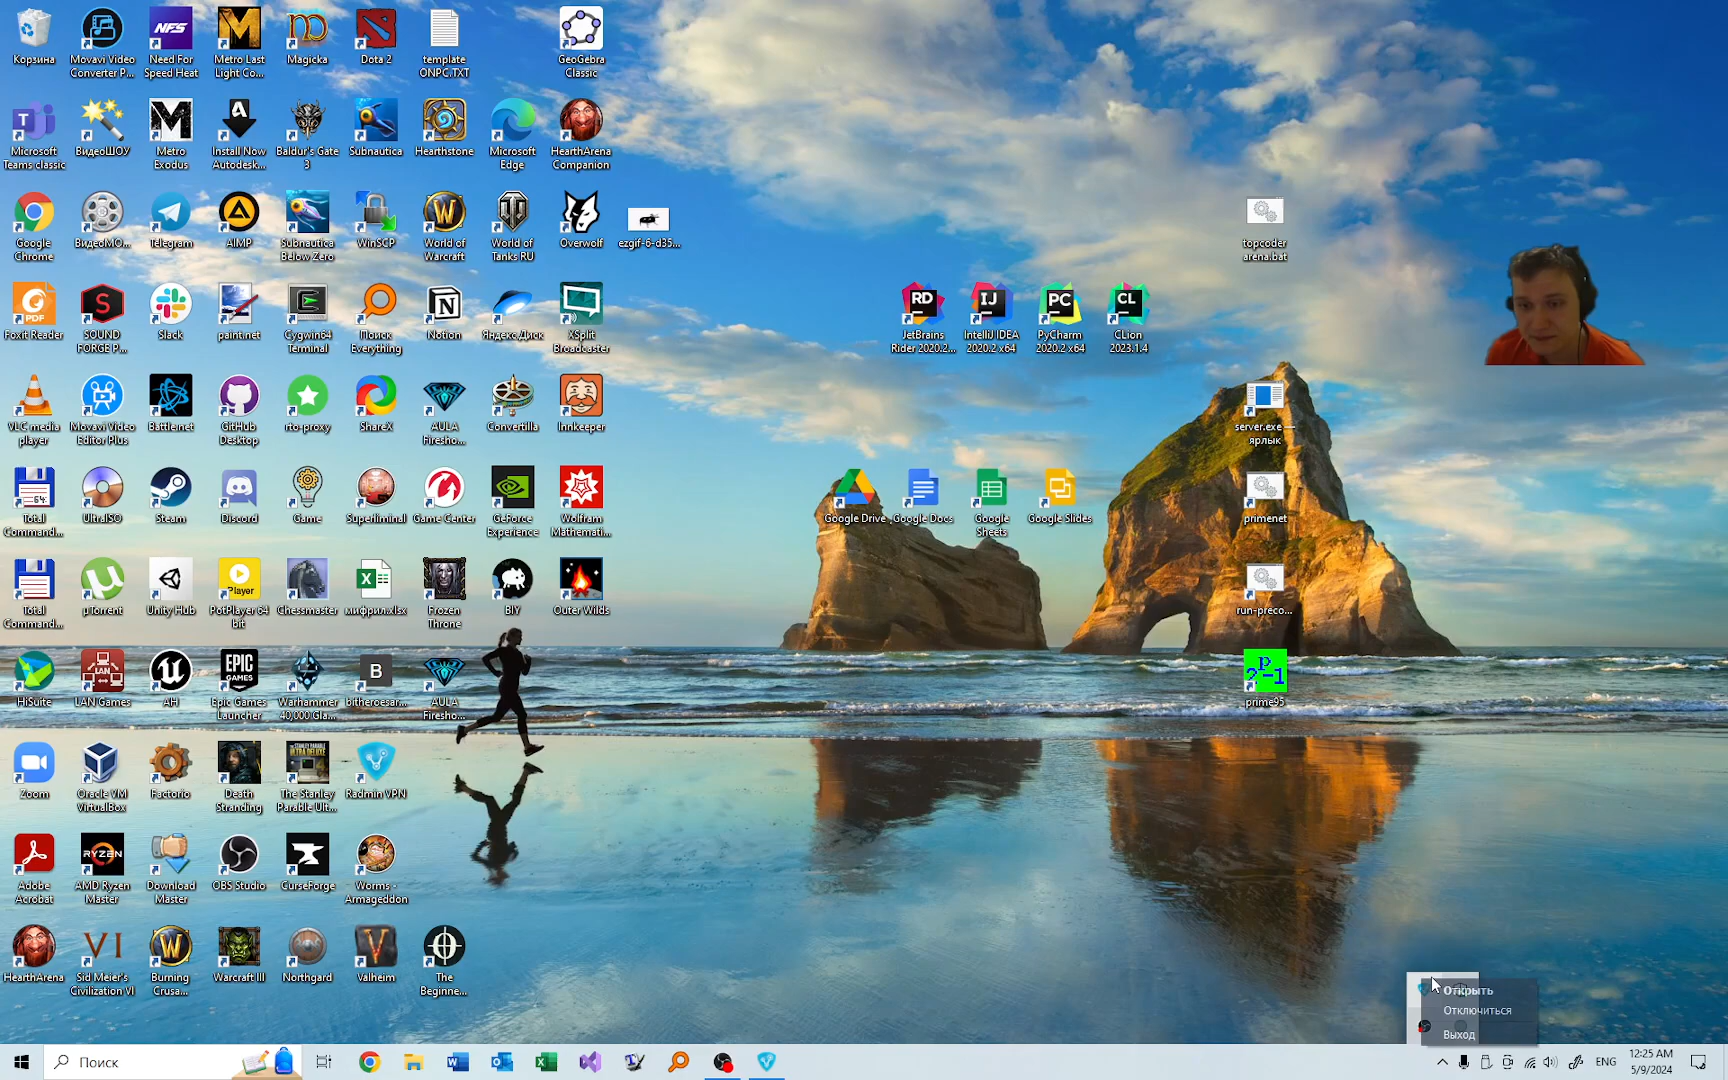 Корзина
Movavi Video
Converter P...
Need For
Speed Heat
Metro Last
Light Co...
Magicka
Dota 2
template
ONPC.TXT
GeoGebra
Classic
Microsoft
Teams classic
ВидеоШОУ
Metro
Exodus
Install Now
Autodesk...
Baldur's Gate
3
Subnautica
Hearthstone
Microsoft
Edge
HearthArena
Companion
Google
Chrome
ВидеоМО...
Telegram
AIMP
Subnautica
Below Zero
WinSCP
World of
Warcraft
World of
Tanks RU
Overwolf
ezgif-6-d35...
topcoder
arena.bat
Foxit Reader
SOUND
FORGE P...
Slack
paint.net
Cygwin64
Terminal
Поиск
Everything
Notion
Яндекс.Диск
XSplit
Broadcaster
JetBrains
Rider 2020.2...
IntelliJ IDEA
2020.2 x64
PyCharm
2020.2 x64
CLion
2023.1.4
VLC media
player
Movavi Video
Editor Plus
Battle.net
GitHub
Desktop
rto-proxy
ShareX
AULA
Firesho...
Convertilla
Innkeeper
server.exe —
ярлык
Total
Command...
UltraISO
Steam
Discord
Game
Superliminal
Game Center
GeForce
Experience
Wolfram
Mathemati...
Google Drive
Google Docs
Google
Sheets
Google Slides
primenet
Total
Command...
µTorrent
Unity Hub
PotPlayer 64
bit
Chessmaster
мифрил.xlsx
Frozen
Throne
BIY
Outer Wilds
run-preco...
HiSuite
LAN Games
AH
Epic Games
Launcher
Warhammer
40,000 Gla...
bitheroesar...
AULA
Firesho...
prime95
Zoom
Oracle VM
VirtualBox
Factorio
Death
Stranding
The Stanley
Parable Ult...
Radmin VPN
Adobe
Acrobat
AMD Ryzen
Master
Download
Master
OBS Studio
CurseForge
Worms -
Armageddon
HearthArena
Sid Meier's
Civilization VI
Burning
Crusa...
Warcraft III
Northgard
Valheim
The
Beginne...
Открыть
Отключиться
Выход
Поиск
ENG
12:25 AM
5/9/2024